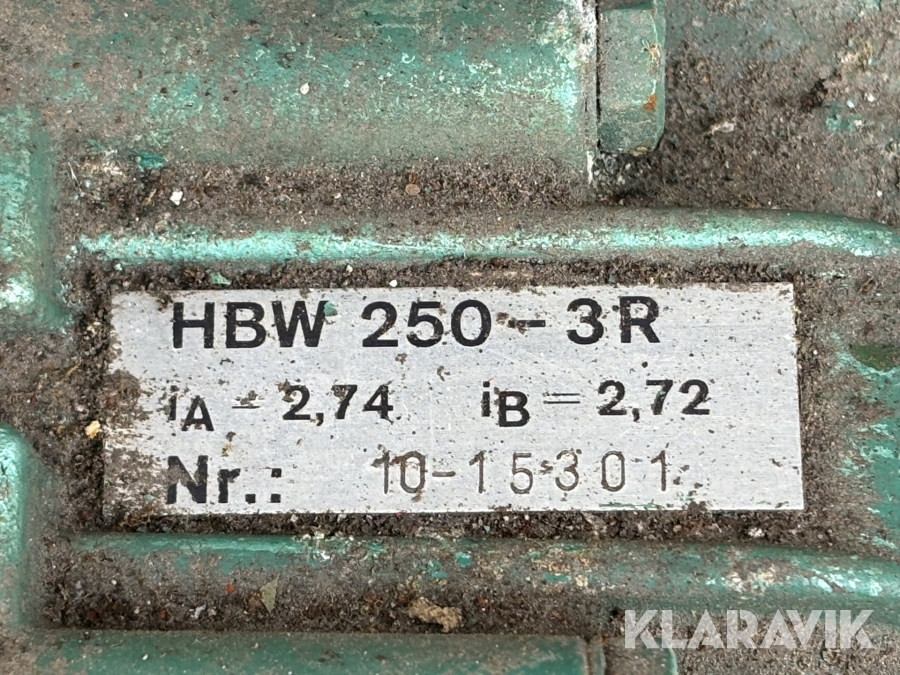 HBW 250-3R
iA = 2,74 iB = 2,72
Nr.: 10-15301
KLARAVIK